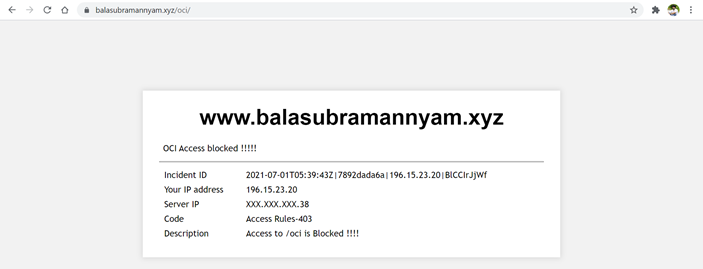 balasubramannyam.xyz/oci/
www.balasubramannyam.xyz
OCI Access blocked !!!!!
Incident ID 2021-07-01T05:39:43Z|7892dada6a|196.15.23.20|BlCCIrJjWf
Your IP address 196.15.23.20
Server IP XXX.XXX.XXX.38
Code Access Rules-403
Description Access to /oci is Blocked !!!!